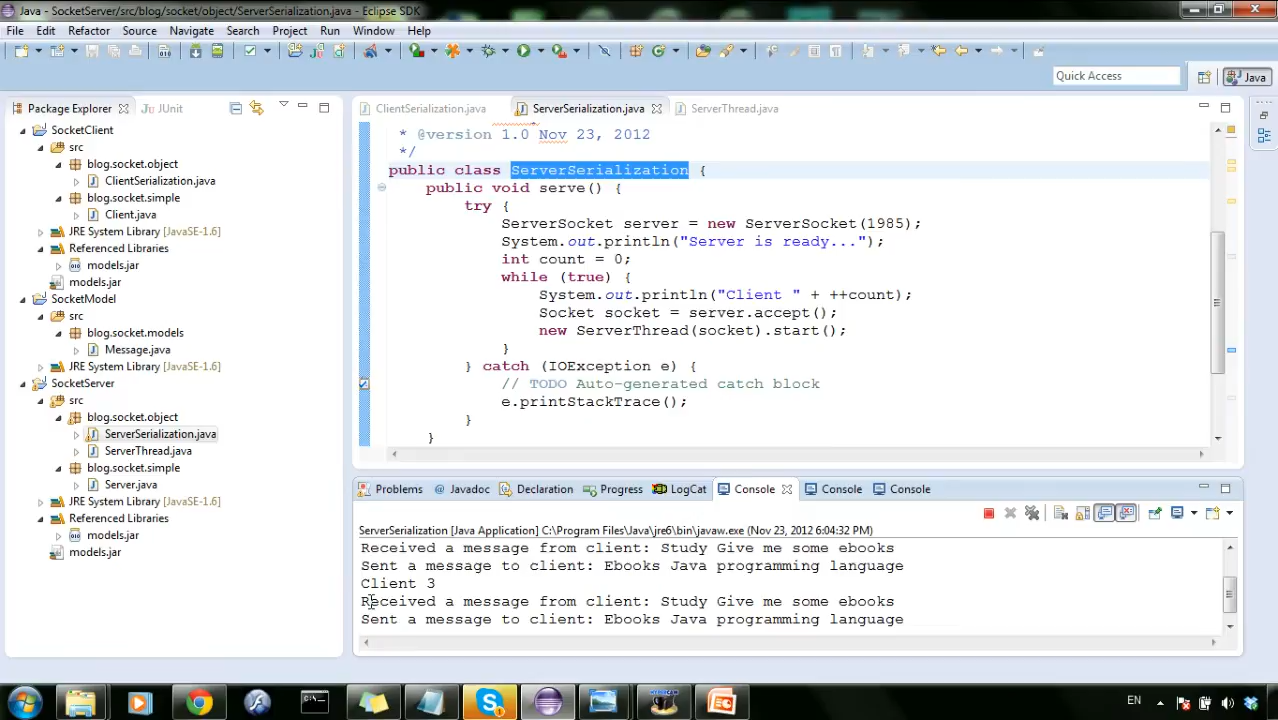 Java - SocketServer/src/blog/socket/object/ServerSerialization.java - Eclipse SDK
File Edit Refactor Source Navigate Search Project Run Window Help
Quick Access
Java
Package Explorer JUnit
ClientSerialization.java ServerSerialization.java ServerThread.java
SocketClient
src
blog.socket.object
ClientSerialization.java
blog.socket.simple
Client.java
JRE System Library [JavaSE-1.6]
Referenced Libraries
models.jar
models.jar
SocketModel
src
blog.socket.models
Message.java
JRE System Library [JavaSE-1.6]
SocketServer
src
blog.socket.object
ServerSerialization.java
ServerThread.java
blog.socket.simple
Server.java
JRE System Library [JavaSE-1.6]
Referenced Libraries
models.jar
models.jar
* @version 1.0 Nov 23, 2012
*/
public class ServerSerialization {
public void serve() {
try {
ServerSocket server = new ServerSocket(1985);
System.out.println("Server is ready...");
int count = 0;
while (true) {
System.out.println("Client " + ++count);
Socket socket = server.accept();
new ServerThread(socket).start();
}
} catch (IOException e) {
// TODO Auto-generated catch block
e.printStackTrace();
}
}
Problems Javadoc Declaration Progress LogCat Console Console Console
ServerSerialization [Java Application] C:\Program Files\Java\jre6\bin\javaw.exe (Nov 23, 2012 6:04:32 PM)
Received a message from client: Study Give me some ebooks
Sent a message to client: Ebooks Java programming language
Client 3
Received a message from client: Study Give me some ebooks
Sent a message to client: Ebooks Java programming language
EN